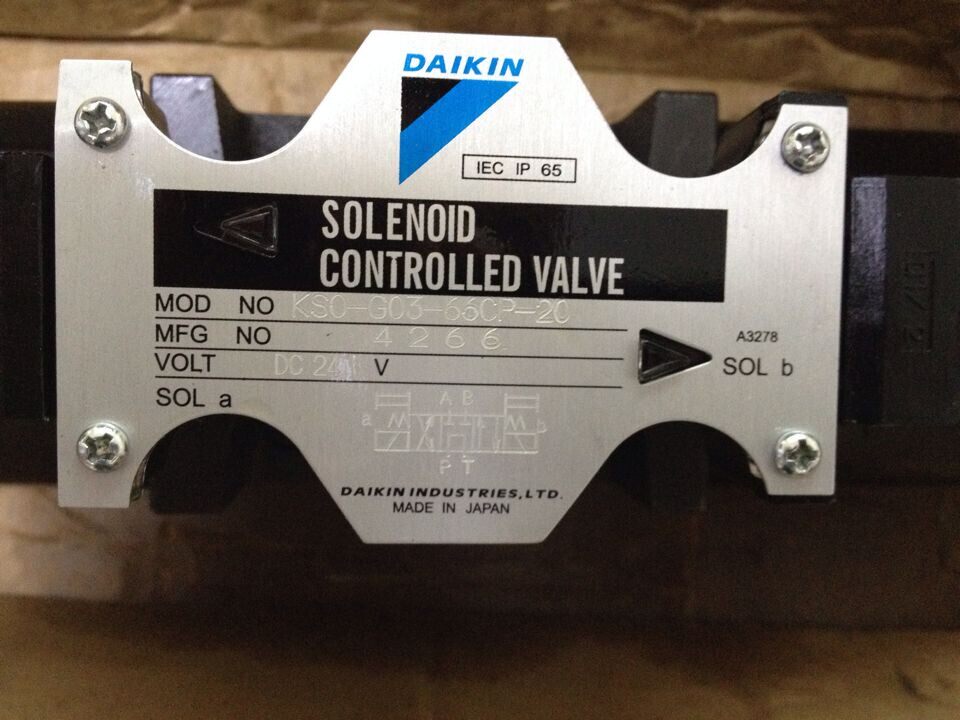 DAIKIN
IEC IP 65
SOLENOID
CONTROLLED VALVE
MOD NO KSO-G03-66CP-20
MFG NO 4266
A3278
VOLT DC 24 V
SOL b
SOL a
A B
a b
P T
DAIKIN INDUSTRIES, LTD.
MADE IN JAPAN